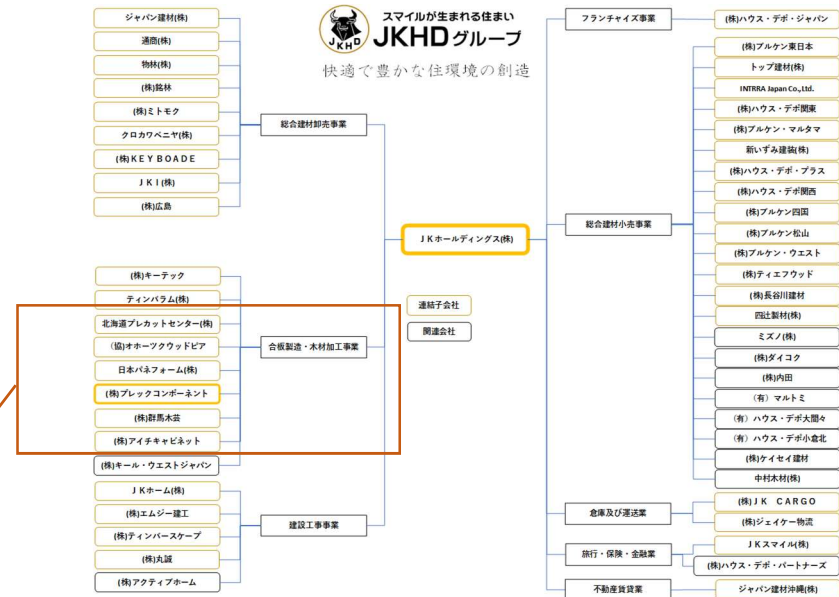 スマイルが生まれる住まい
JKHD
JKHDグループ
快適で豊かな住環境の創造
ジャパン建材(株)
通商(株)
物林(株)
(株)銘林
(株)ミトモク
クロカワベニヤ(株)
(株)KEY BOADE
JKI(株)
(株)広島
総合建材卸売事業
(株)キーテック
ティンバラム(株)
北海道プレカットセンター(株)
(協)オホーツクウッドピア
日本パネフォーム(株)
(株)プレックコンポーネント
(株)群馬木芸
(株)アイチキャビネット
(株)キール・ウエストジャパン
合板製造・木材加工事業
JKホーム(株)
(株)エムジー建工
(株)ティンバースケープ
(株)丸誠
(株)アクティブホーム
建設工事事業
JKホールディングス(株)
連結子会社
関連会社
フランチャイズ事業
(株)ハウス・デポ・ジャパン
総合建材小売事業
(株)ブルケン東日本
トップ建材(株)
INTRRA Japan Co.,Ltd.
(株)ハウス・デポ関東
(株)ブルケン・マルタマ
新いずみ建装(株)
(株)ハウス・デポ・プラス
(株)ハウス・デポ関西
(株)ブルケン四国
(株)ブルケン松山
(株)ブルケン・ウエスト
(株)ティエフウッド
(株)長谷川建材
四辻製材(株)
ミズノ(株)
(株)ダイコク
(株)内田
(有)マルトミ
(有)ハウス・デポ大間々
(有)ハウス・デポ小倉北
(株)ケイセイ建材
中村木材(株)
倉庫及び運送業
(株)JK CARGO
(株)ジェイケー物流
旅行・保険・金融業
JKスマイル(株)
(株)ハウス・デポ・パートナーズ
不動産賃貸業
ジャパン建材沖縄(株)